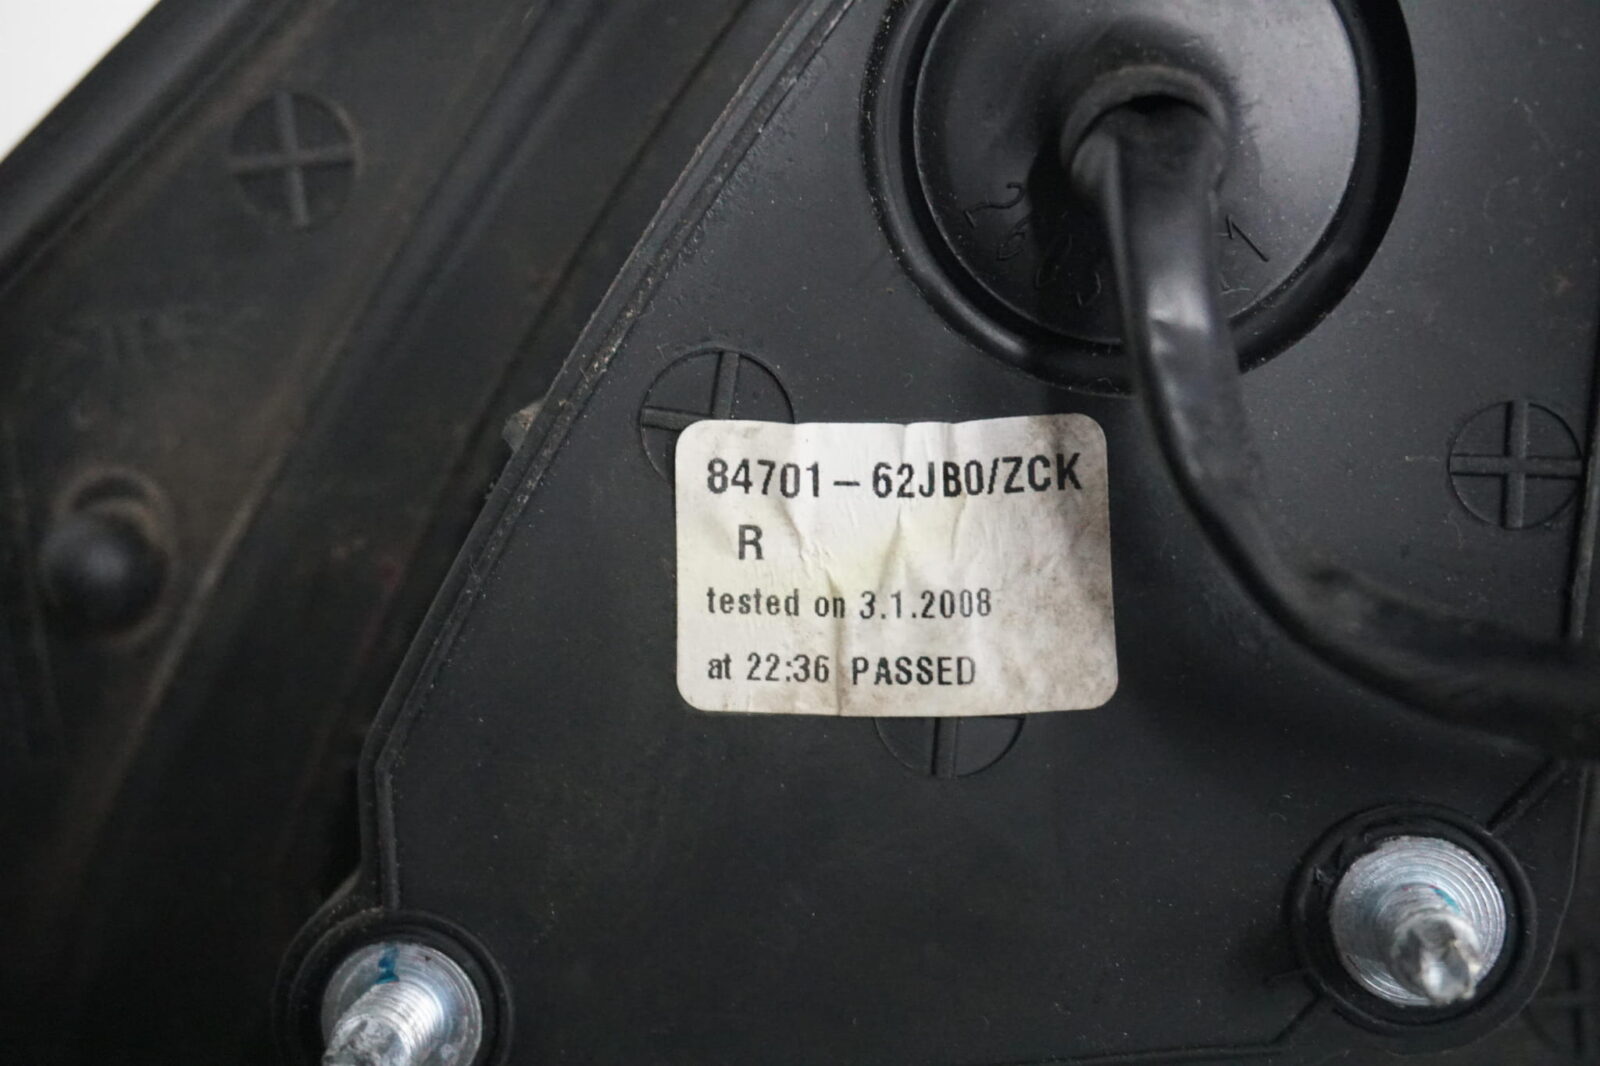 84701-62JB0/ZCK
R
tested on 3.1.2008
at 22:36 PASSED